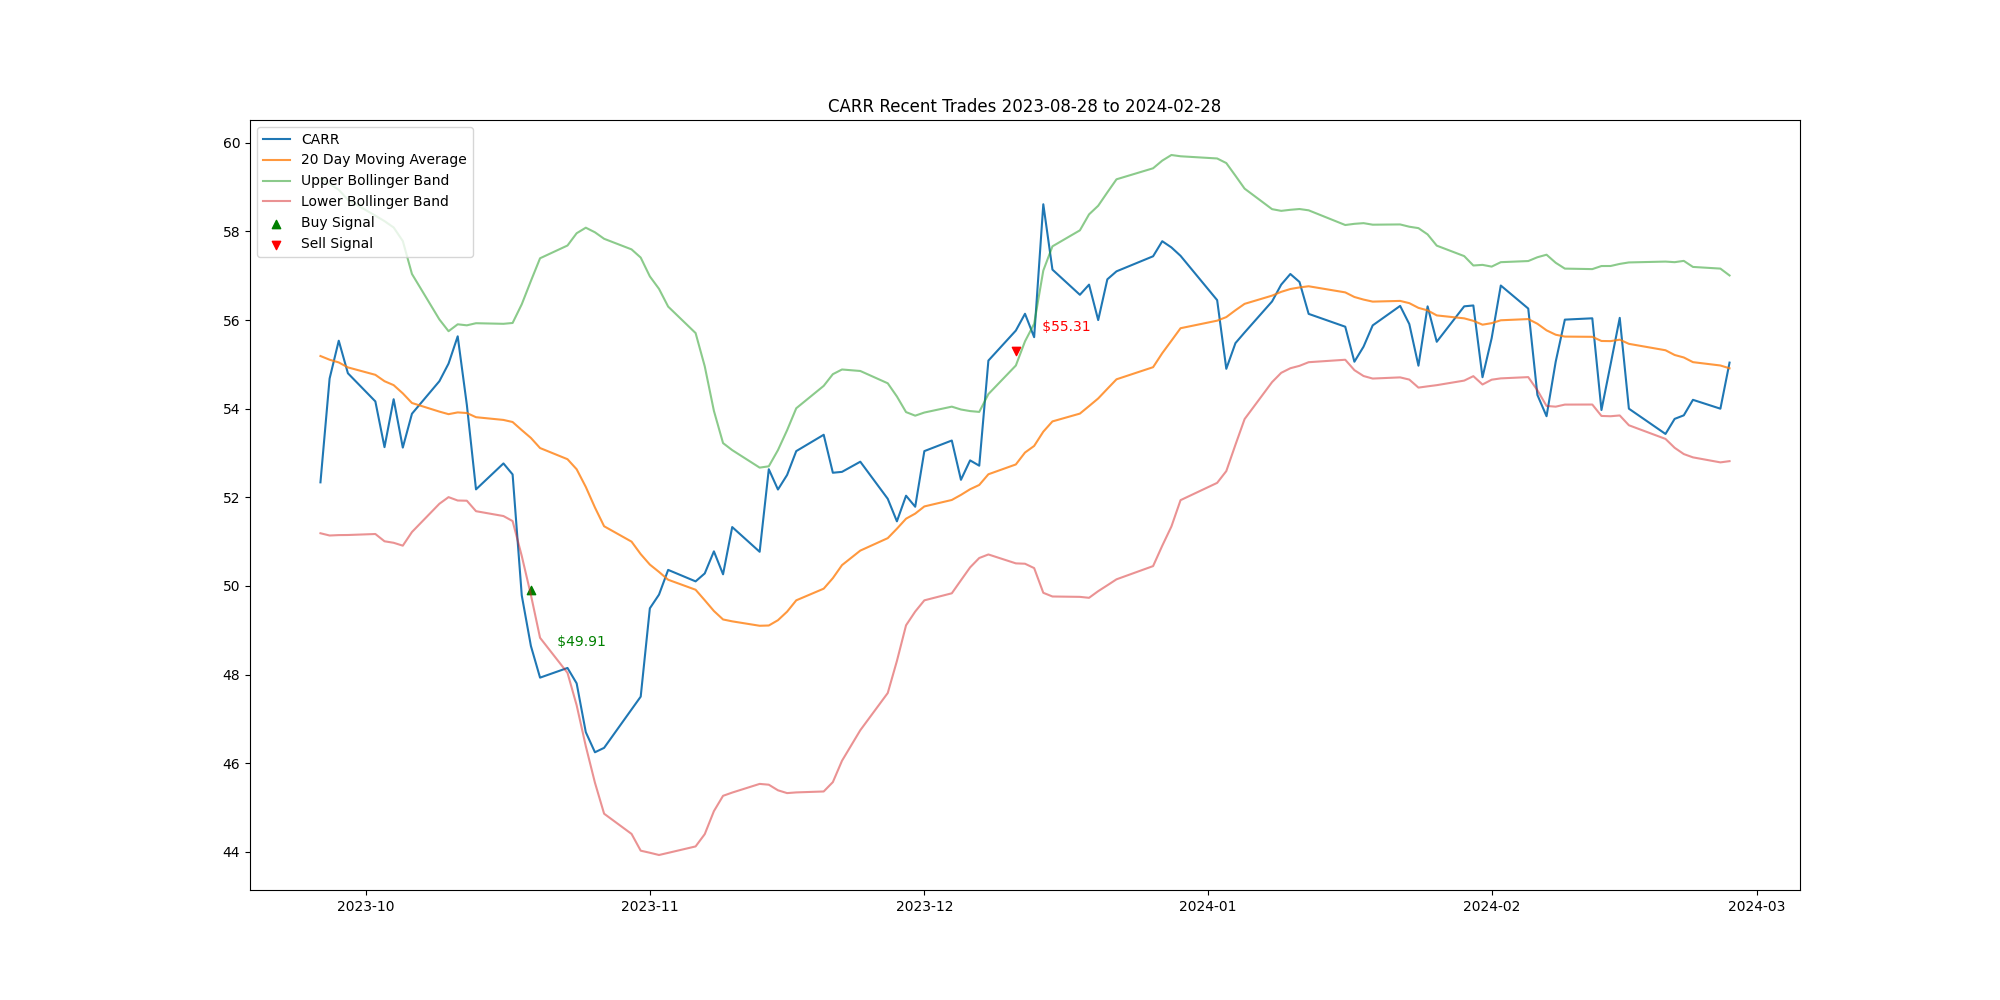 CARR Recent Trades 2023-08-28 to 2024-02-28
CARR
20 Day Moving Average
Upper Bollinger Band
Lower Bollinger Band
Buy Signal
Sell Signal
60
58
56
54
52
50
48
46
44
$55.31
$49.91
2023-10
2023-11
2023-12
2024-01
2024-02
2024-03